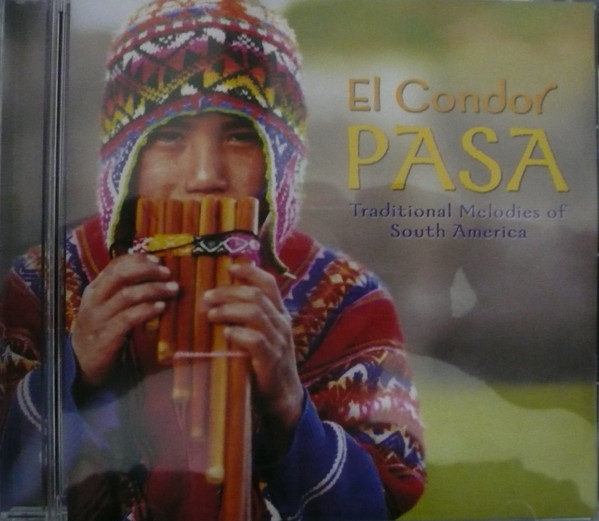 El Condor
PASA
Traditional Melodies of
South America